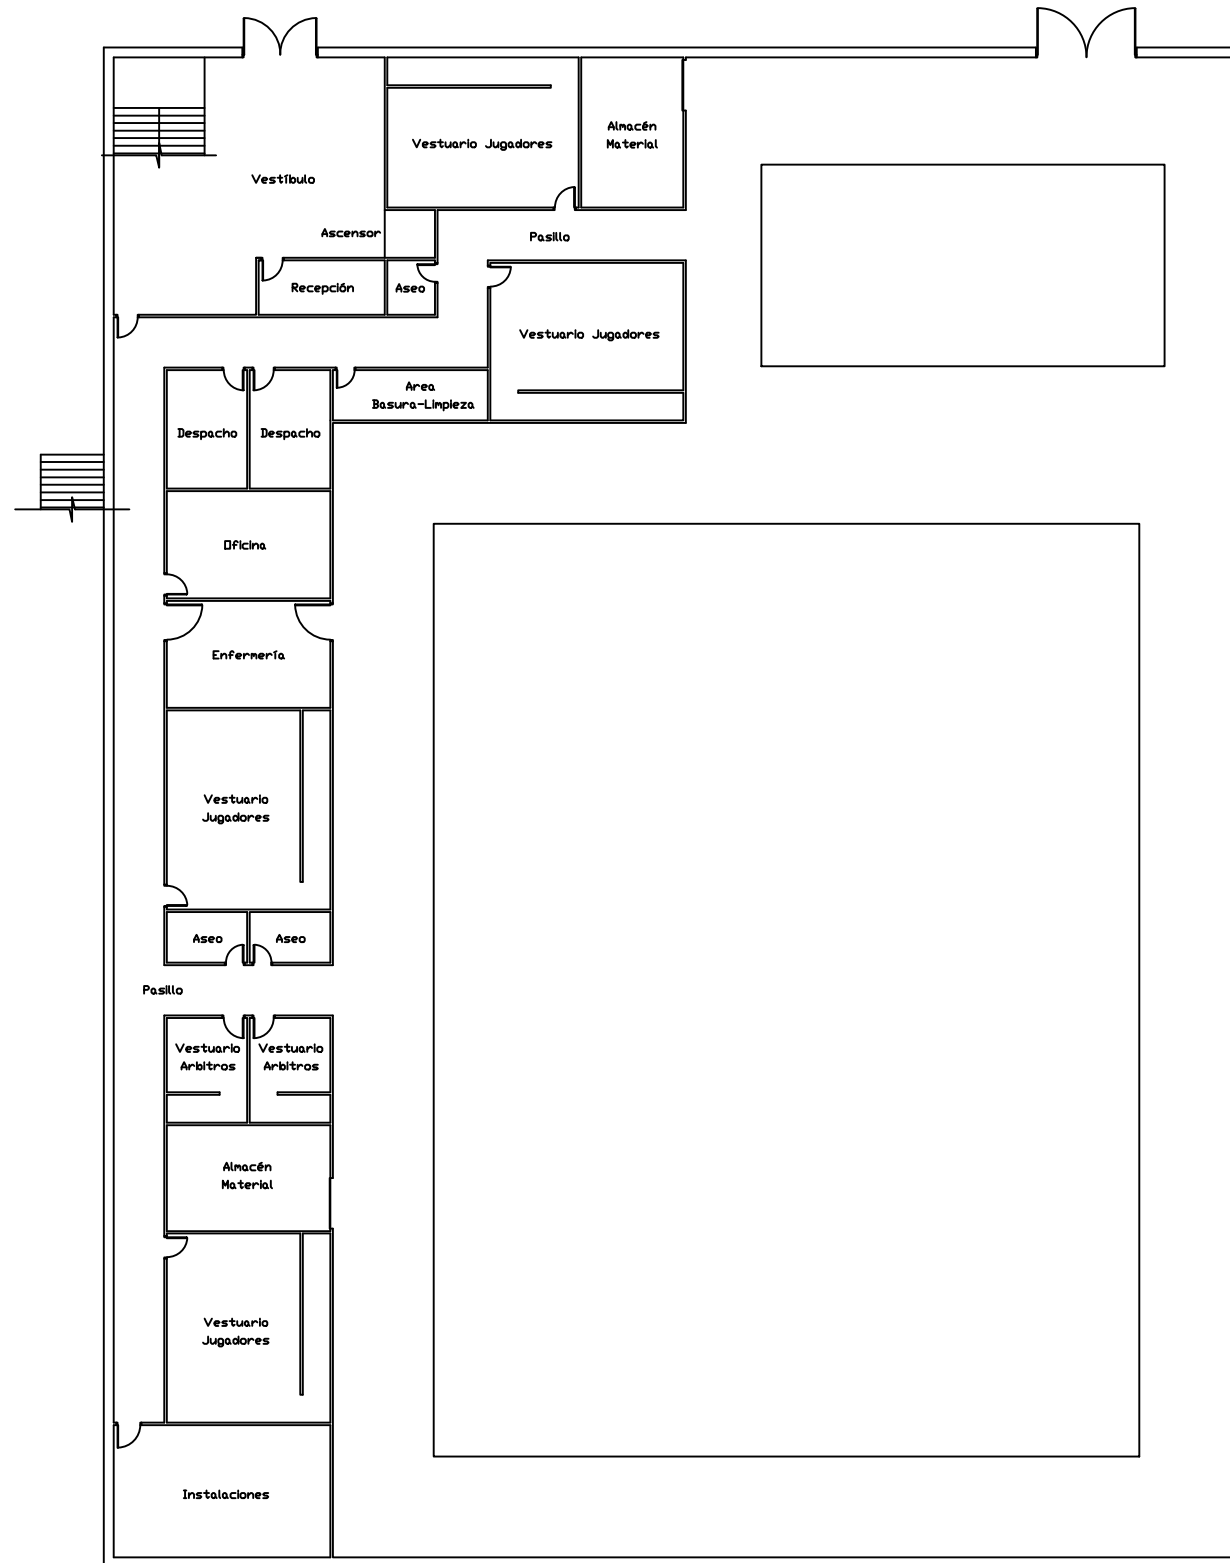 Almacén
Material
Vestuario Jugadores
Vestíbulo
Ascensor
Pasillo
Recepción
Aseo
Vestuario Jugadores
Area
Basura-Limpieza
Despacho
Despacho
Oficina
Enfermería
Vestuario
Jugadores
Aseo
Aseo
Pasillo
Vestuario
Arbitros
Vestuario
Arbitros
Almacén
Material
Vestuario
Jugadores
Instalaciones